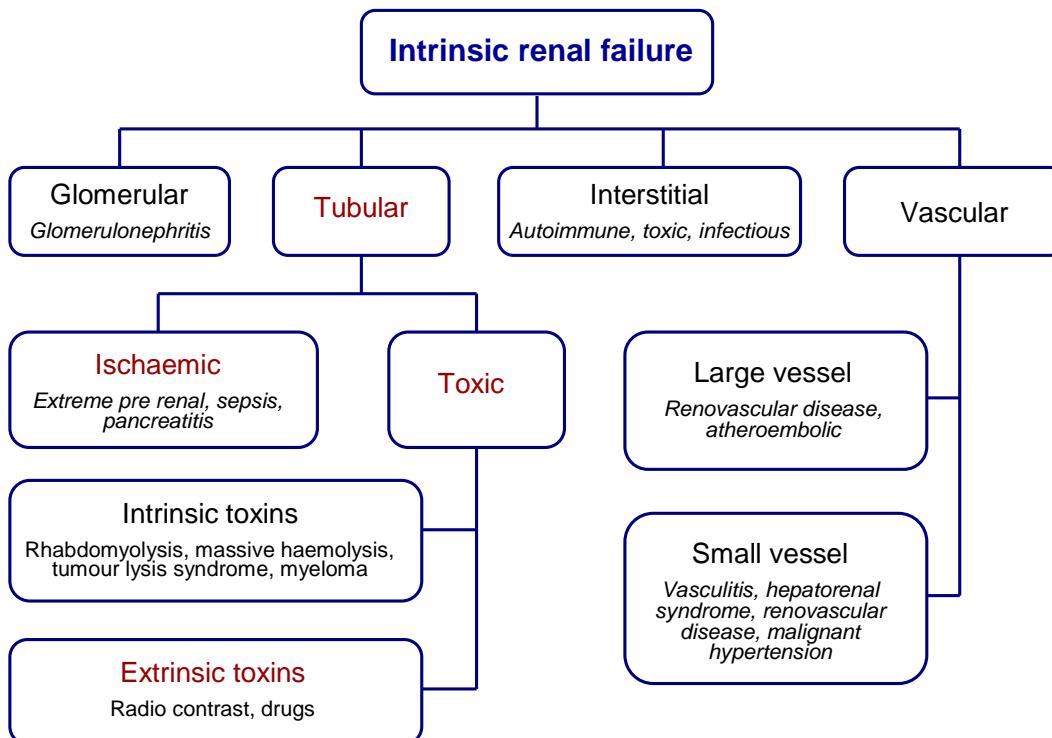 Intrinsic renal failure
Glomerular
Glomerulonephritis
Tubular
Interstitial
Autoimmune, toxic, infectious
Vascular
Ischaemic
Extreme pre renal, sepsis,
pancreatitis
Toxic
Large vessel
Renovascular disease,
atheroembolic
Intrinsic toxins
Rhabdomyolysis, massive haemolysis,
tumour lysis syndrome, myeloma
Small vessel
Vasculitis, hepatorenal
syndrome, renovascular
disease, malignant
hypertension
Extrinsic toxins
Radio contrast, drugs